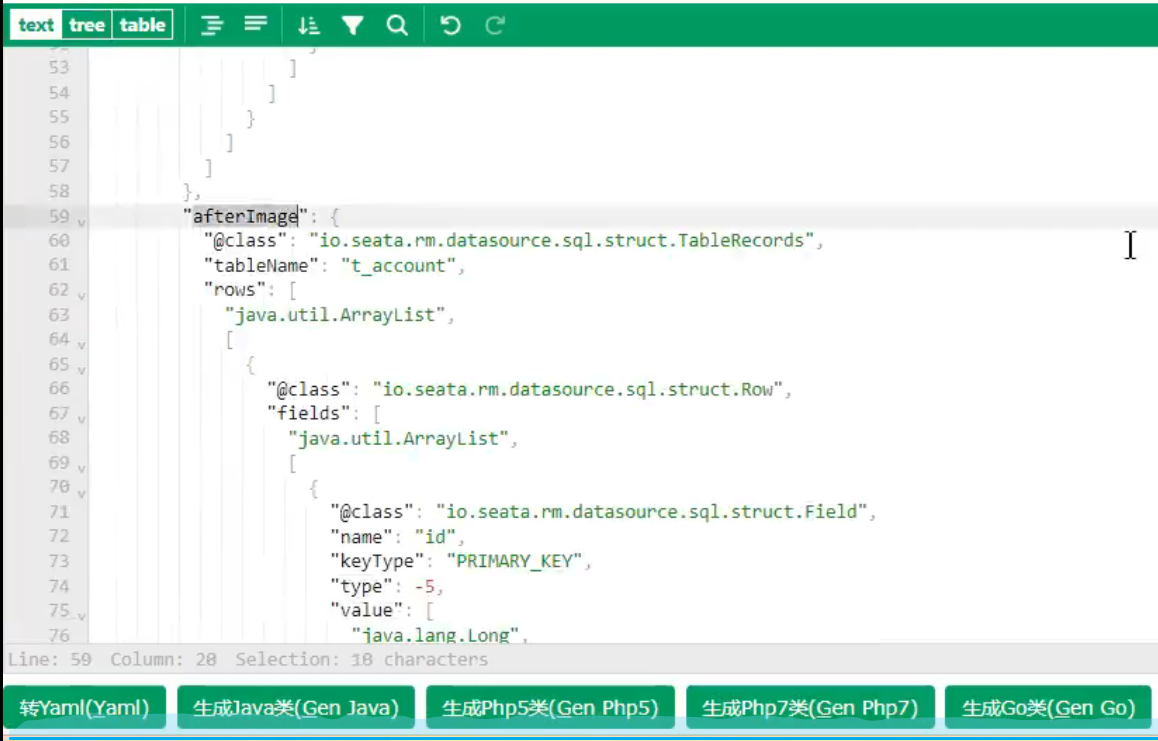 text tree table
53 ]
54 ]
55 }
56 ]
57 ]
58 },
59 "afterImage": {
60 "@class": "io.seata.rm.datasource.sql.struct.TableRecords",
61 "tableName": "t_account",
62 "rows": [
63 "java.util.ArrayList",
64 [
65 {
66 "@class": "io.seata.rm.datasource.sql.struct.Row",
67 "fields": [
68 "java.util.ArrayList",
69 [
70 {
71 "@class": "io.seata.rm.datasource.sql.struct.Field",
72 "name": "id",
73 "keyType": "PRIMARY_KEY",
74 "type": -5,
75 "value": [
76 "java.lang.Long",
Line: 59 Column: 20 Selection: 10 characters
转Yaml(Yaml) 生成Java类(Gen Java) 生成Php5类(Gen Php5) 生成Php7类(Gen Php7) 生成Go类(Gen Go)